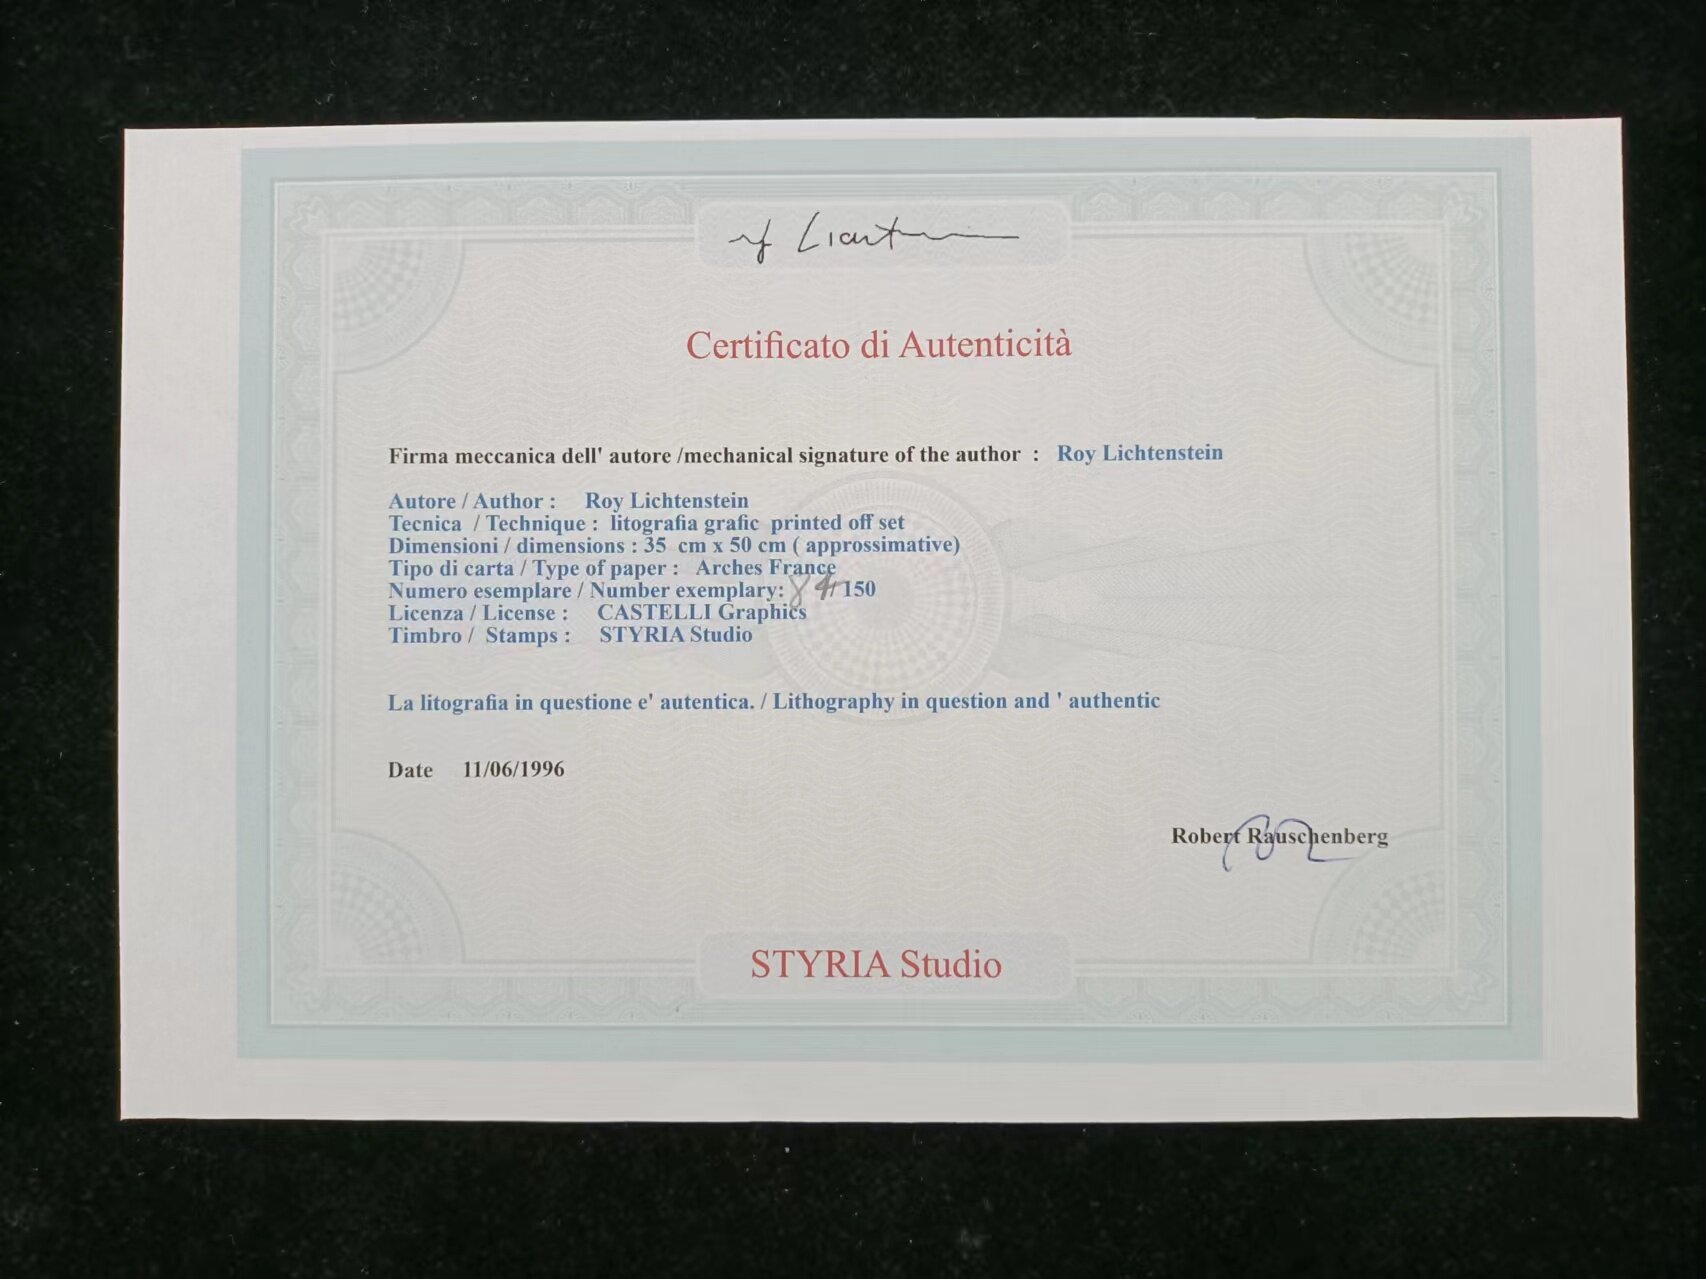 rf Lichtenstein
Certificato di Autenticità
Firma meccanica dell' autore /mechanical signature of the author : Roy Lichtenstein
Autore / Author : Roy Lichtenstein
Tecnica / Technique : litografia grafic printed off set
Dimensioni / dimensions : 35 cm x 50 cm ( approssimative)
Tipo di carta / Type of paper : Arches France
Numero esemplare / Number exemplary: 84/150
Licenza / License : CASTELLI Graphics
Timbro / Stamps : STYRIA Studio
La litografia in questione e' autentica. / Lithography in question and ' authentic
Date 11/06/1996
Robert Rauschenberg
STYRIA Studio